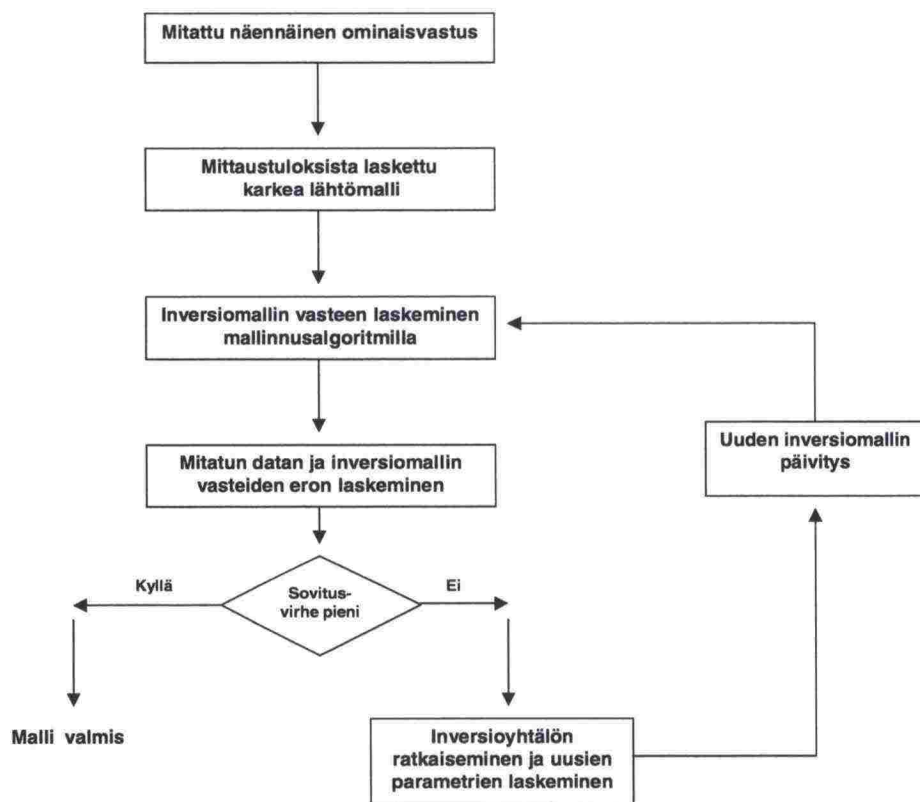 Mitattu näennäinen ominaisvastus
Mittaustuloksista laskettu
karkea lähtömalli
Inversiomallin vasteen laskeminen
mallinnusalgoritmilla
Mitatun datan ja inversiomallin
vasteiden eron laskeminen
Uuden inversiomallin
päivitys
Kyllä
Sovitus-
virhe pieni
Ei
Malli valmis
Inversioyhtälön
ratkaiseminen ja uusien
parametrien laskeminen